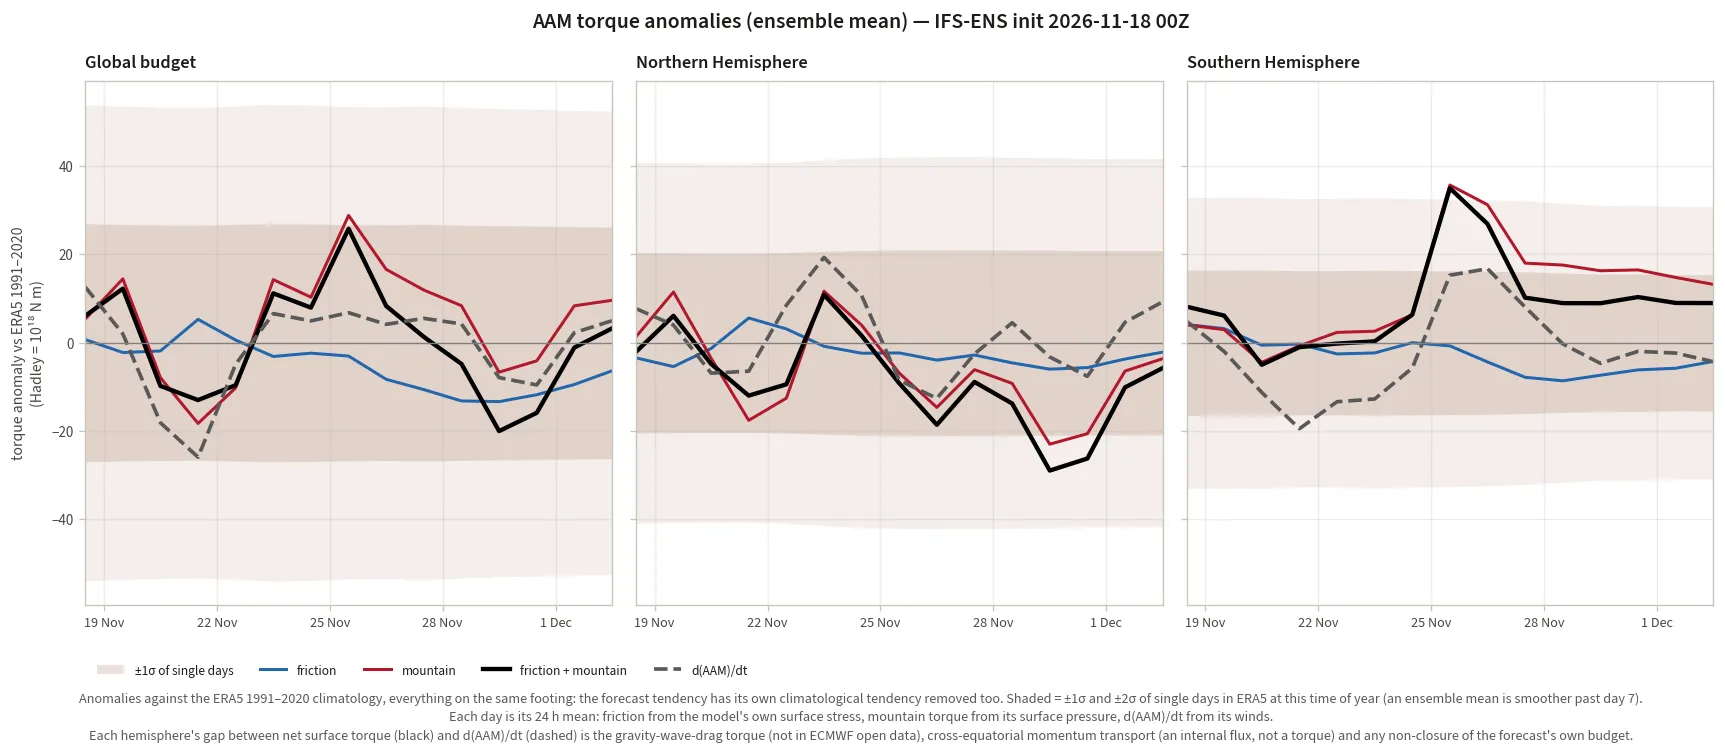 AAM torque anomalies (ensemble mean) — IFS-ENS init 2026-11-18 00Z
Global budget
Northern Hemisphere
Southern Hemisphere
torque anomaly vs ERA5 1991–2020
(Hadley = 10¹⁸ N m)
40
20
0
−20
−40
19 Nov
22 Nov
25 Nov
28 Nov
1 Dec
19 Nov
22 Nov
25 Nov
28 Nov
1 Dec
19 Nov
22 Nov
25 Nov
28 Nov
1 Dec
±1σ of single days
friction
mountain
friction + mountain
d(AAM)/dt
Anomalies against the ERA5 1991–2020 climatology, everything on the same footing: the forecast tendency has its own climatological tendency removed too. Shaded = ±1σ and ±2σ of single days in ERA5 at this time of year (an ensemble mean is smoother past day 7).
Each day is its 24 h mean: friction from the model's own surface stress, mountain torque from its surface pressure, d(AAM)/dt from its winds.
Each hemisphere's gap between net surface torque (black) and d(AAM)/dt (dashed) is the gravity-wave-drag torque (not in ECMWF open data), cross-equatorial momentum transport (an internal flux, not a torque) and any non-closure of the forecast's own budget.